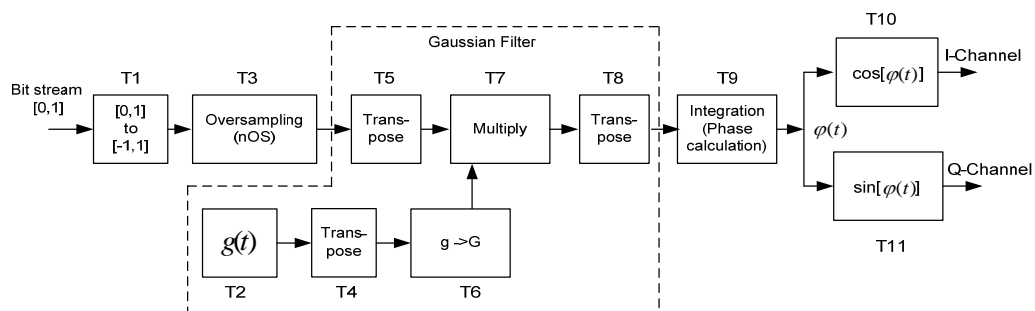 T10
Gaussian Filter
I-Channel
T1
T3
T5
T7
T8
T9
cos[φ(t)]
Bit stream
[0,1]
[0,1]
to
[-1,1]
Oversampling
(nOS)
Trans-
pose
Multiply
Trans-
pose
Integration
(Phase
calculation)
φ(t)
Q-Channel
sin[φ(t)]
g(t)
Trans-
pose
g ->G
T11
T2
T4
T6